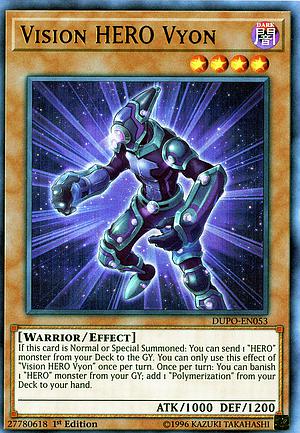 Vision HERO Vyon
DARK
闇
DUPO-EN053
[WARRIOR/EFFECT]
If this card is Normal or Special Summoned: You can send 1 "HERO"
monster from your Deck to the GY. You can only use this effect of
"Vision HERO Vyon" once per turn. Once per turn: You can banish
1 "HERO" monster from your GY; add 1 "Polymerization" from your
Deck to your hand.
ATK/1000 DEF/1200
27780618 1st Edition ©1996 KAZUKI TAKAHASHI